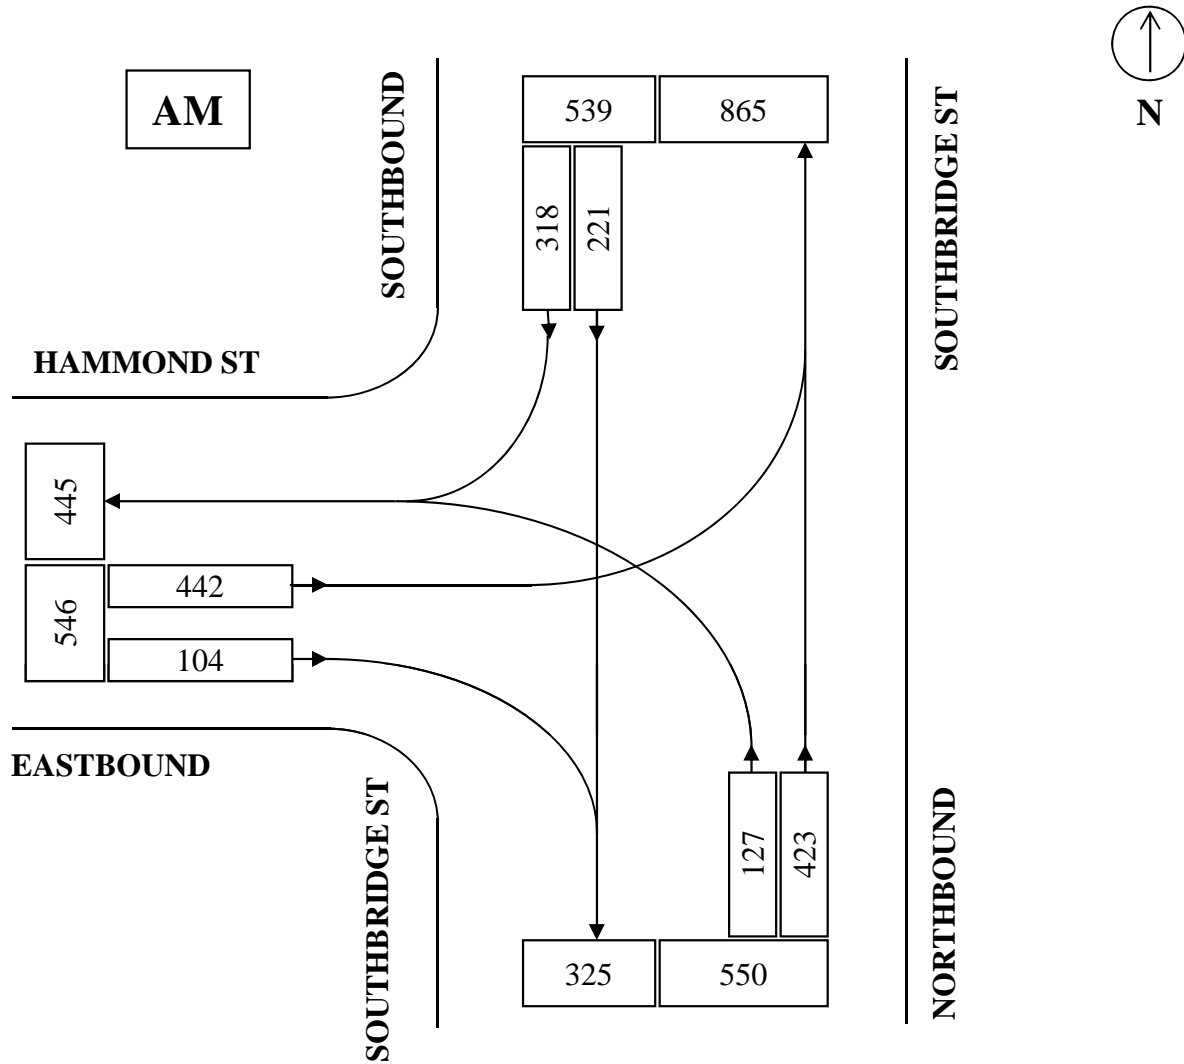 AM
SOUTHBOUND
539
865
SOUTHBRIDGE ST
N
318
221
HAMMOND ST
445
546
442
104
EASTBOUND
SOUTHBRIDGE ST
127
423
NORTHBOUND
325
550